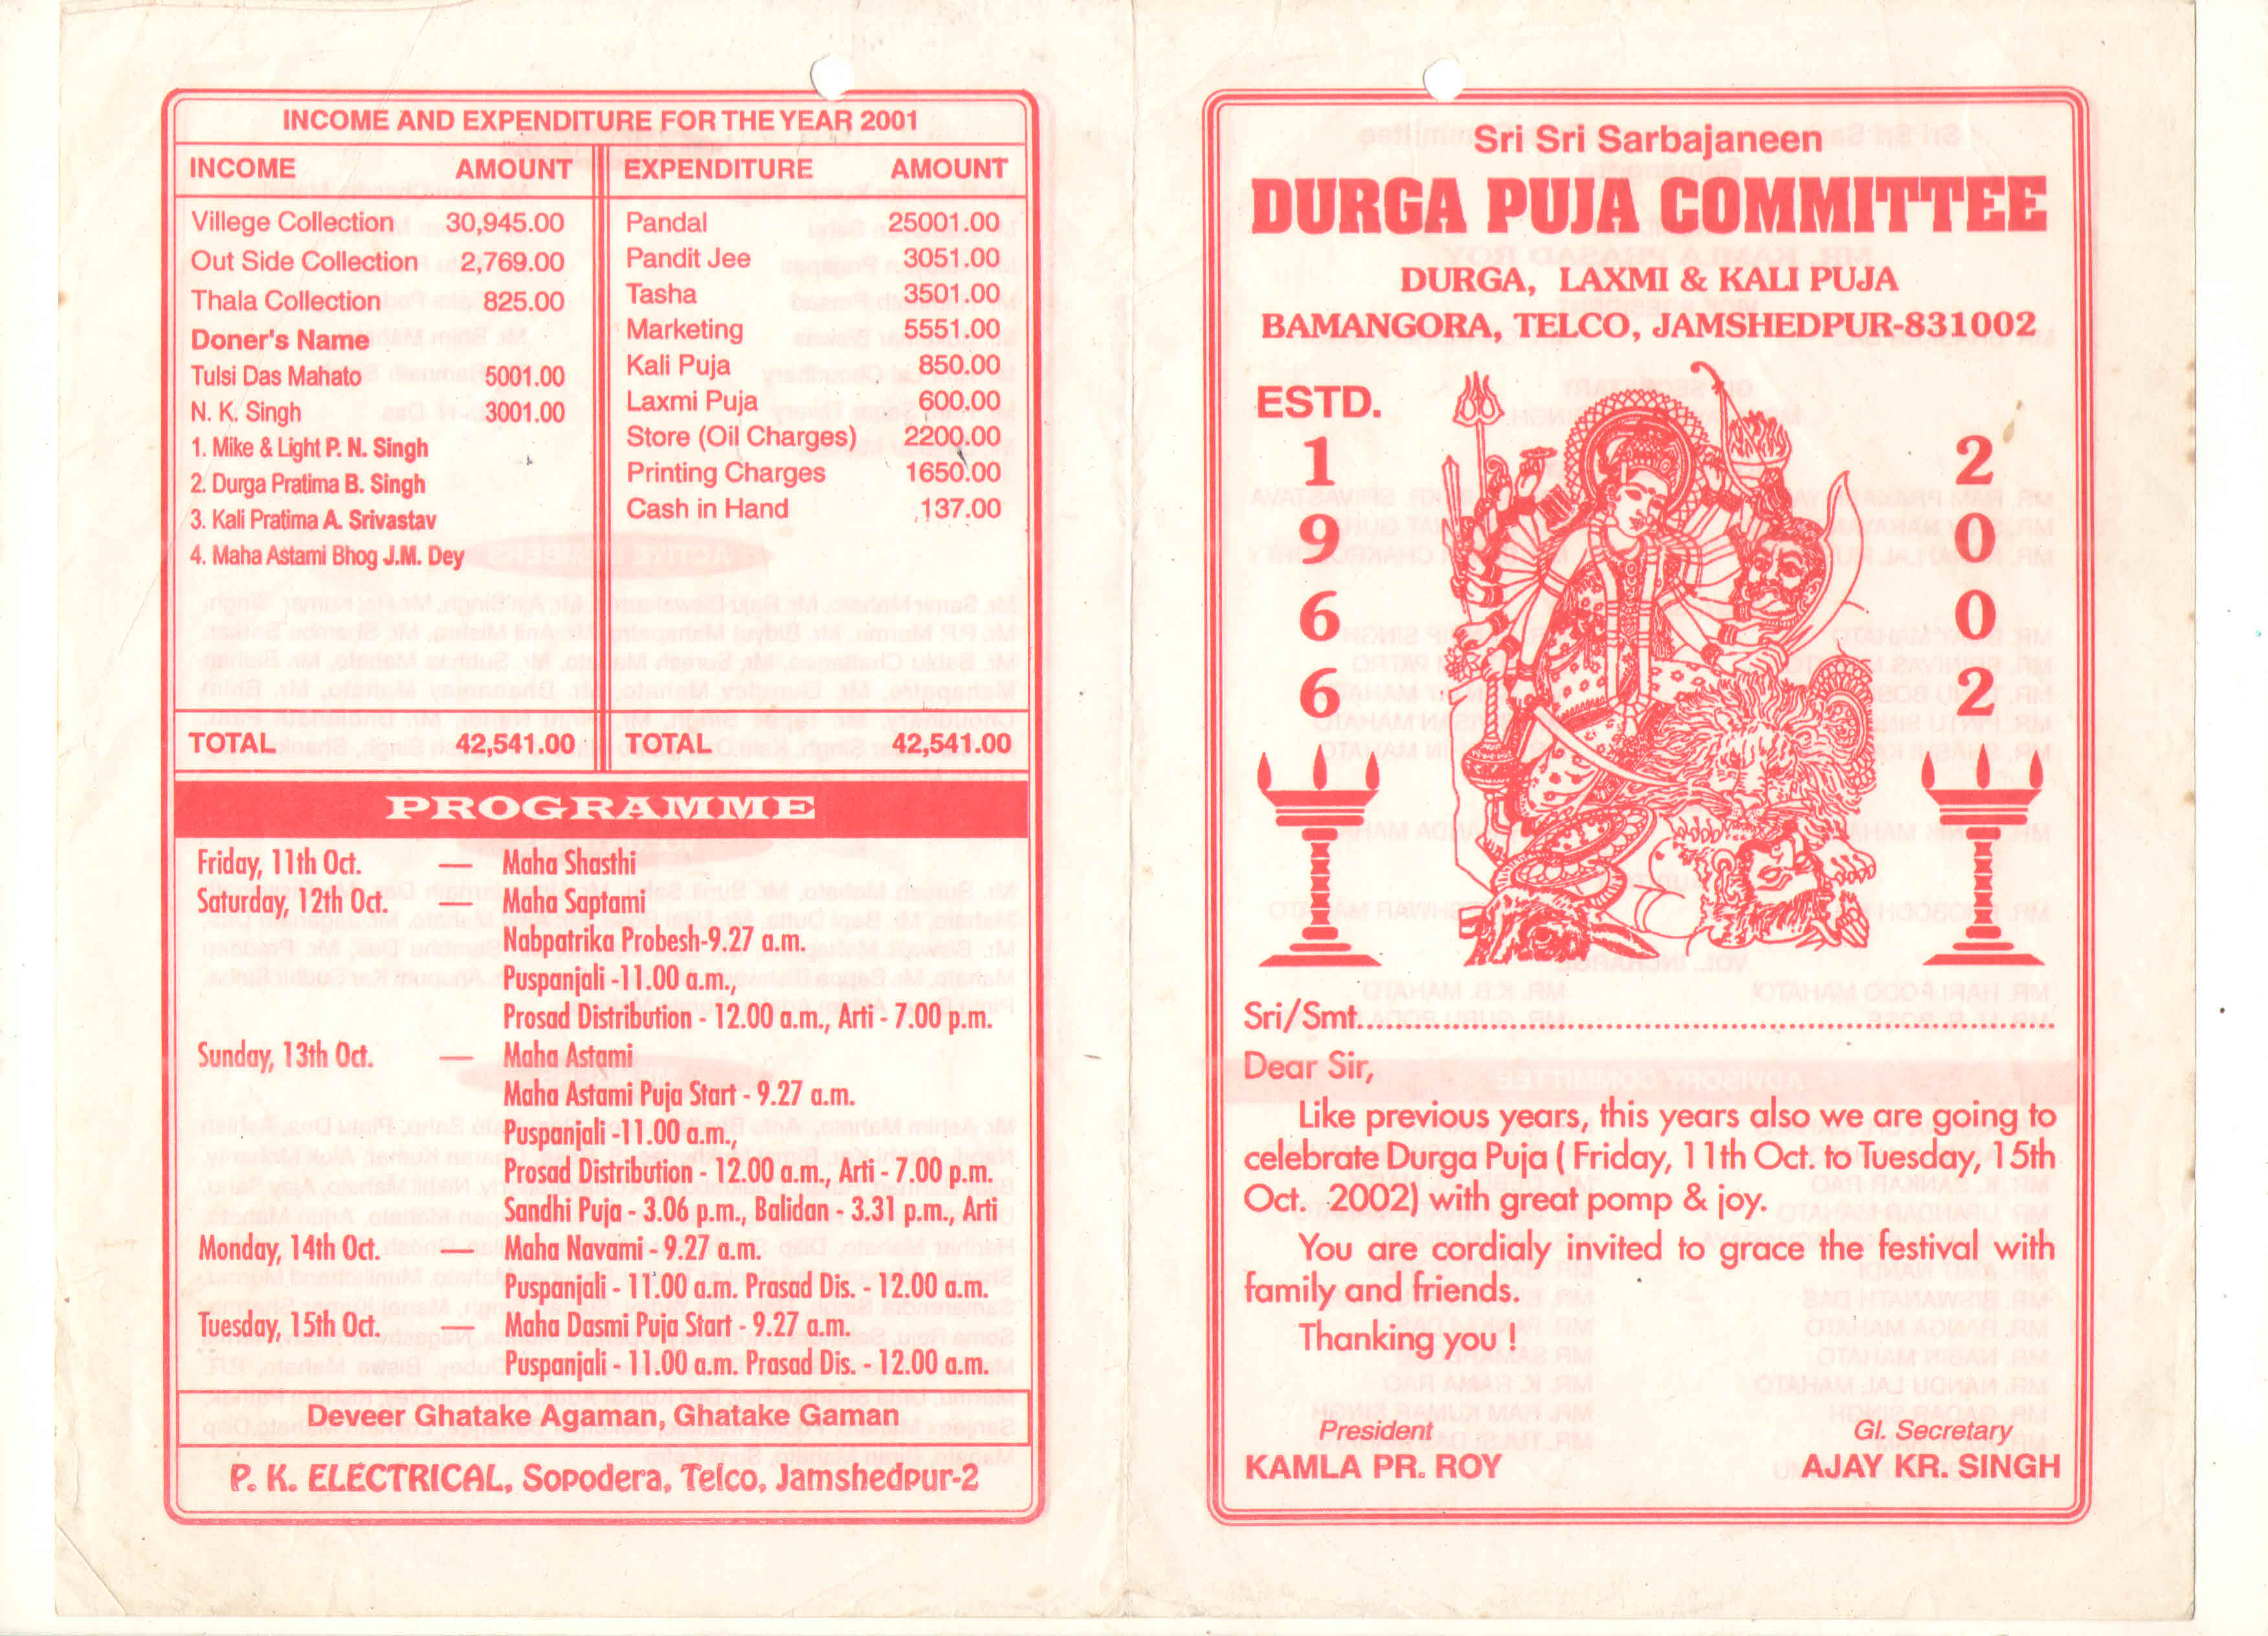 INCOME AND EXPENDITURE FOR THE YEAR 2001
INCOME AMOUNT EXPENDITURE AMOUNT
Villege Collection 30,945.00 Pandal 25001.00
Out Side Collection 2,769.00 Pandit Jee 3051.00
Thala Collection 825.00 Tasha 3501.00
Doner's Name Marketing 5551.00
Tulsi Das Mahato 5001.00 Kali Puja 850.00
N. K. Singh 3001.00 Laxmi Puja 600.00
1. Mike & Light P. N. Singh Store (Oil Charges) 2200.00
2. Durga Pratima B. Singh Printing Charges 1650.00
3. Kali Pratima A. Srivastav Cash in Hand 137.00
4. Maha Astami Bhog J.M. Dey
TOTAL 42,541.00 TOTAL 42,541.00
PROGRAMME
Friday, 11th Oct. — Maha Shasthi
Saturday, 12th Oct. — Maha Saptami
Nabpatrika Probesh-9.27 a.m.
Puspanjali -11.00 a.m.,
Prosad Distribution - 12.00 a.m., Arti - 7.00 p.m.
Sunday, 13th Oct. — Maha Astami
Maha Astami Puja Start - 9.27 a.m.
Puspanjali -11.00 a.m.,
Prosad Distribution - 12.00 a.m., Arti - 7.00 p.m.
Sandhi Puja - 3.06 p.m., Balidan - 3.31 p.m., Arti
Monday, 14th Oct. — Maha Navami - 9.27 a.m.
Puspanjali - 11.00 a.m. Prasad Dis. - 12.00 a.m.
Tuesday, 15th Oct. — Maha Dasmi Puja Start - 9.27 a.m.
Puspanjali - 11.00 a.m. Prasad Dis. - 12.00 a.m.
Deveer Ghatake Agaman, Ghatake Gaman
P. K. ELECTRICAL, Sopodera, Telco, Jamshedpur-2
Sri Sri Sarbajaneen
DURGA PUJA COMMITTEE
DURGA, LAXMI & KALI PUJA
BAMANGORA, TELCO, JAMSHEDPUR-831002
ESTD.
1 2
9 0
6 0
6 2
Sri/Smt.......................................................................................
Dear Sir,
Like previous years, this years also we are going to
celebrate Durga Puja ( Friday, 11th Oct. to Tuesday, 15th
Oct. 2002) with great pomp & joy.
You are cordialy invited to grace the festival with
family and friends.
Thanking you !
President Gl. Secretary
KAMLA PR. ROY AJAY KR. SINGH